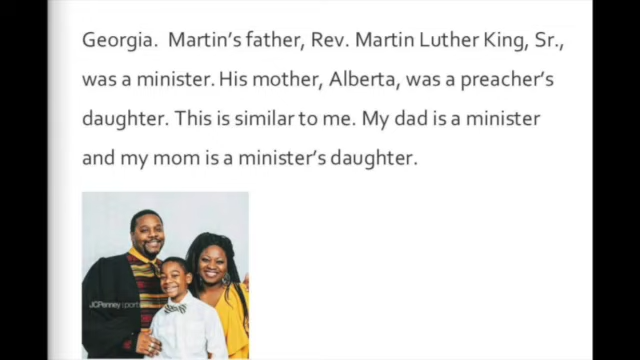 Georgia.  Martin's father, Rev. Martin Luther King, Sr.,
was a minister. His mother, Alberta, was a preacher's
daughter. This is similar to me. My dad is a minister
and my mom is a minister's daughter.
JCPenney portraits